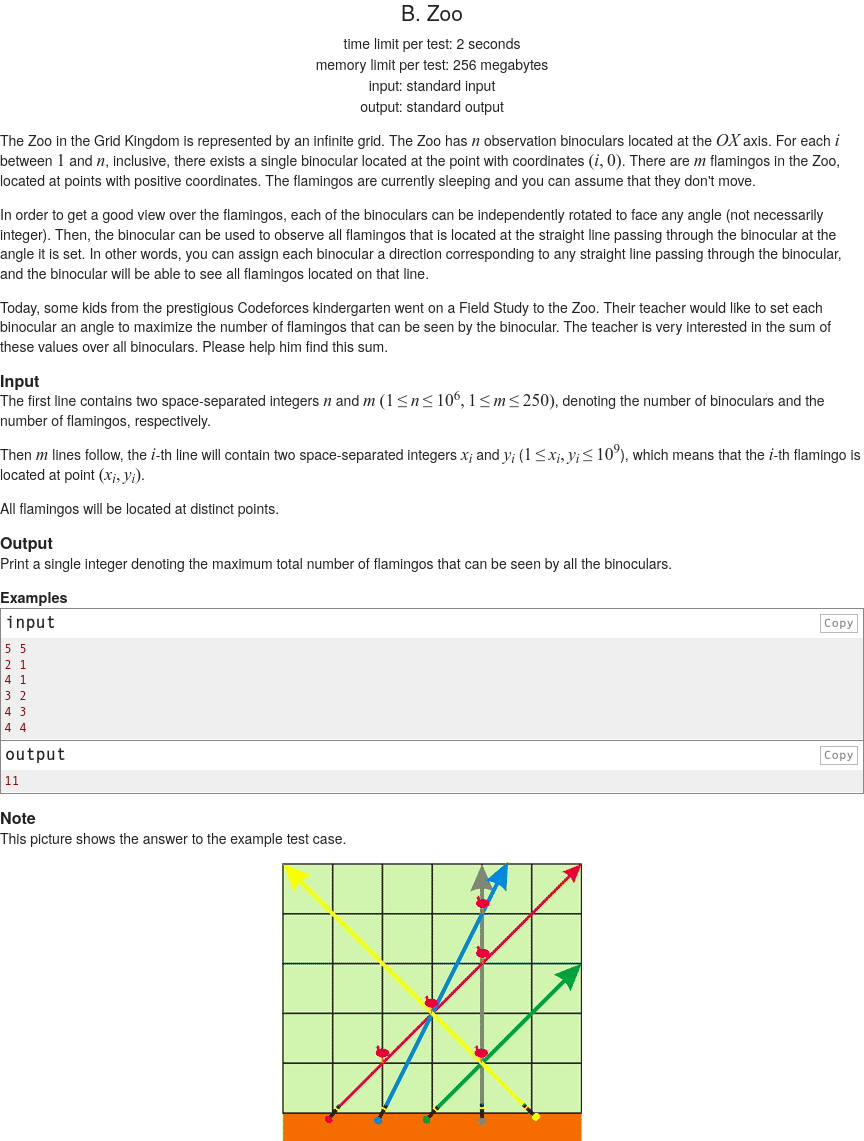 B. Zoo
time limit per test: 2 seconds
memory limit per test: 256 megabytes
input: standard input
output: standard output
The Zoo in the Grid Kingdom is represented by an infinite grid. The Zoo has n observation binoculars located at the OX axis. For each i
between 1 and n, inclusive, there exists a single binocular located at the point with coordinates (i, 0). There are m flamingos in the Zoo,
located at points with positive coordinates. The flamingos are currently sleeping and you can assume that they don't move.
In order to get a good view over the flamingos, each of the binoculars can be independently rotated to face any angle (not necessarily
integer). Then, the binocular can be used to observe all flamingos that is located at the straight line passing through the binocular at the
angle it is set. In other words, you can assign each binocular a direction corresponding to any straight line passing through the binocular,
and the binocular will be able to see all flamingos located on that line.
Today, some kids from the prestigious Codeforces kindergarten went on a Field Study to the Zoo. Their teacher would like to set each
binocular an angle to maximize the number of flamingos that can be seen by the binocular. The teacher is very interested in the sum of
these values over all binoculars. Please help him find this sum.
Input
The first line contains two space-separated integers n and m (1 ≤ n ≤ 10⁶, 1 ≤ m ≤ 250), denoting the number of binoculars and the
number of flamingos, respectively.
Then m lines follow, the i-th line will contain two space-separated integers xᵢ and yᵢ (1 ≤ xᵢ, yᵢ ≤ 10⁹), which means that the i-th flamingo is
located at point (xᵢ, yᵢ).
All flamingos will be located at distinct points.
Output
Print a single integer denoting the maximum total number of flamingos that can be seen by all the binoculars.
Examples
input Copy
5 5
2 1
4 1
3 2
4 3
4 4
output Copy
11
Note
This picture shows the answer to the example test case.